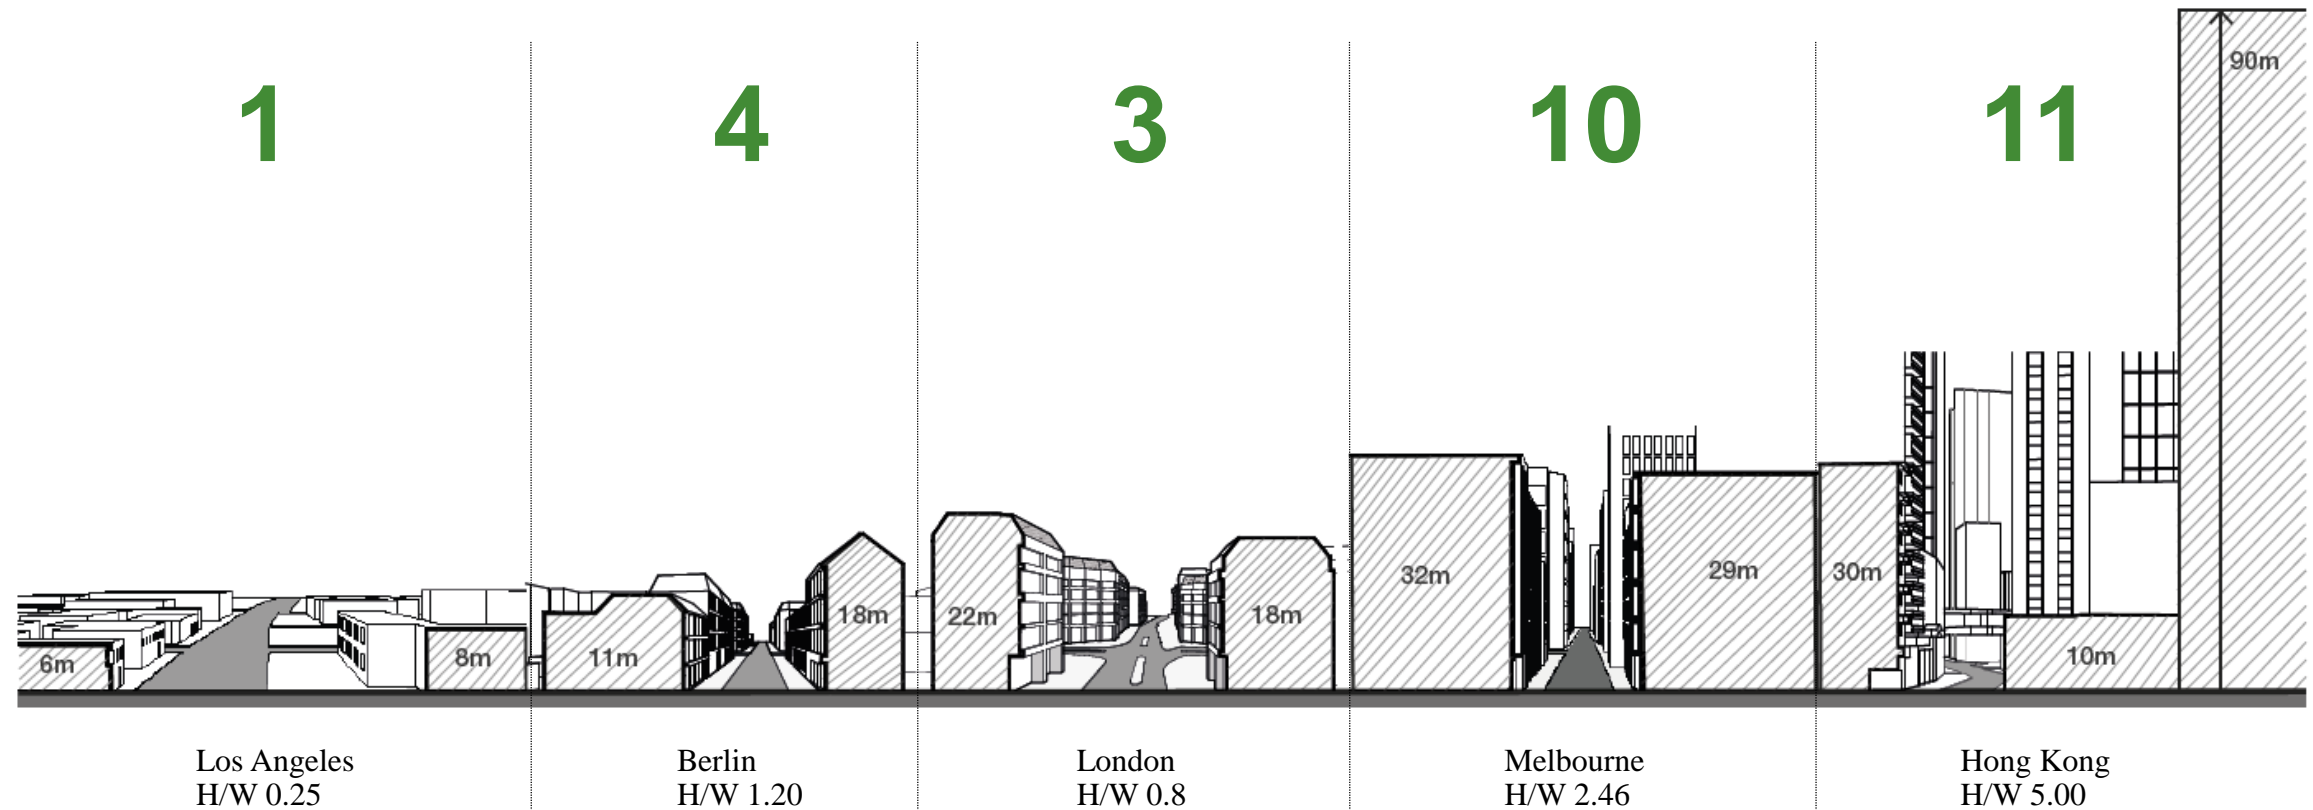 1
4
3
10
11
90m
6m
8m
11m
18m
22m
18m
32m
29m
30m
10m
Los Angeles
H/W 0.25
Berlin
H/W 1.20
London
H/W 0.8
Melbourne
H/W 2.46
Hong Kong
H/W 5.00